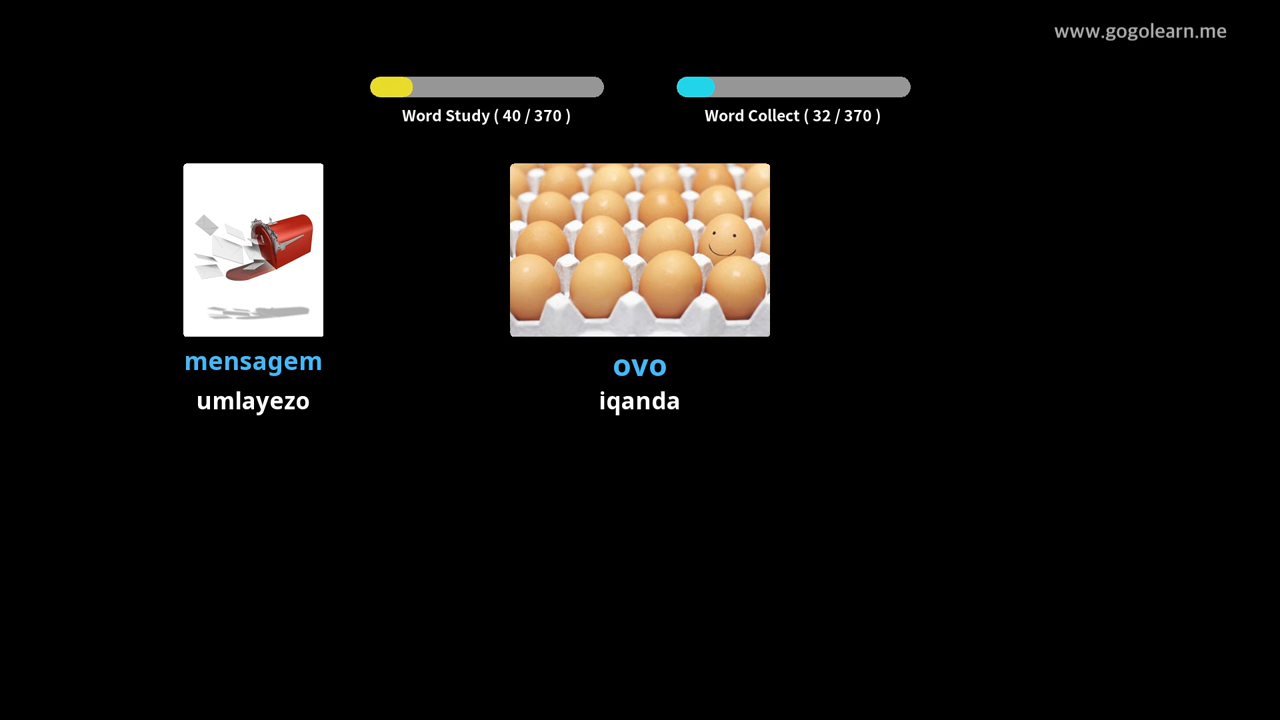 www.gogolearn.me
Word Study ( 40 / 370 )
Word Collect ( 32 / 370 )
mensagem
umlayezo
ovo
iqanda